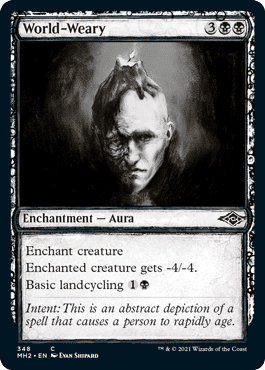 World-Weary 3
Enchantment — Aura
Enchant creature
Enchanted creature gets -4/-4.
Basic landcycling 1
Intent: This is an abstract depiction of a
spell that causes a person to rapidly age.
348 C
MH2 • EN Evan Shipard ™ & © 2021 Wizards of the Coast